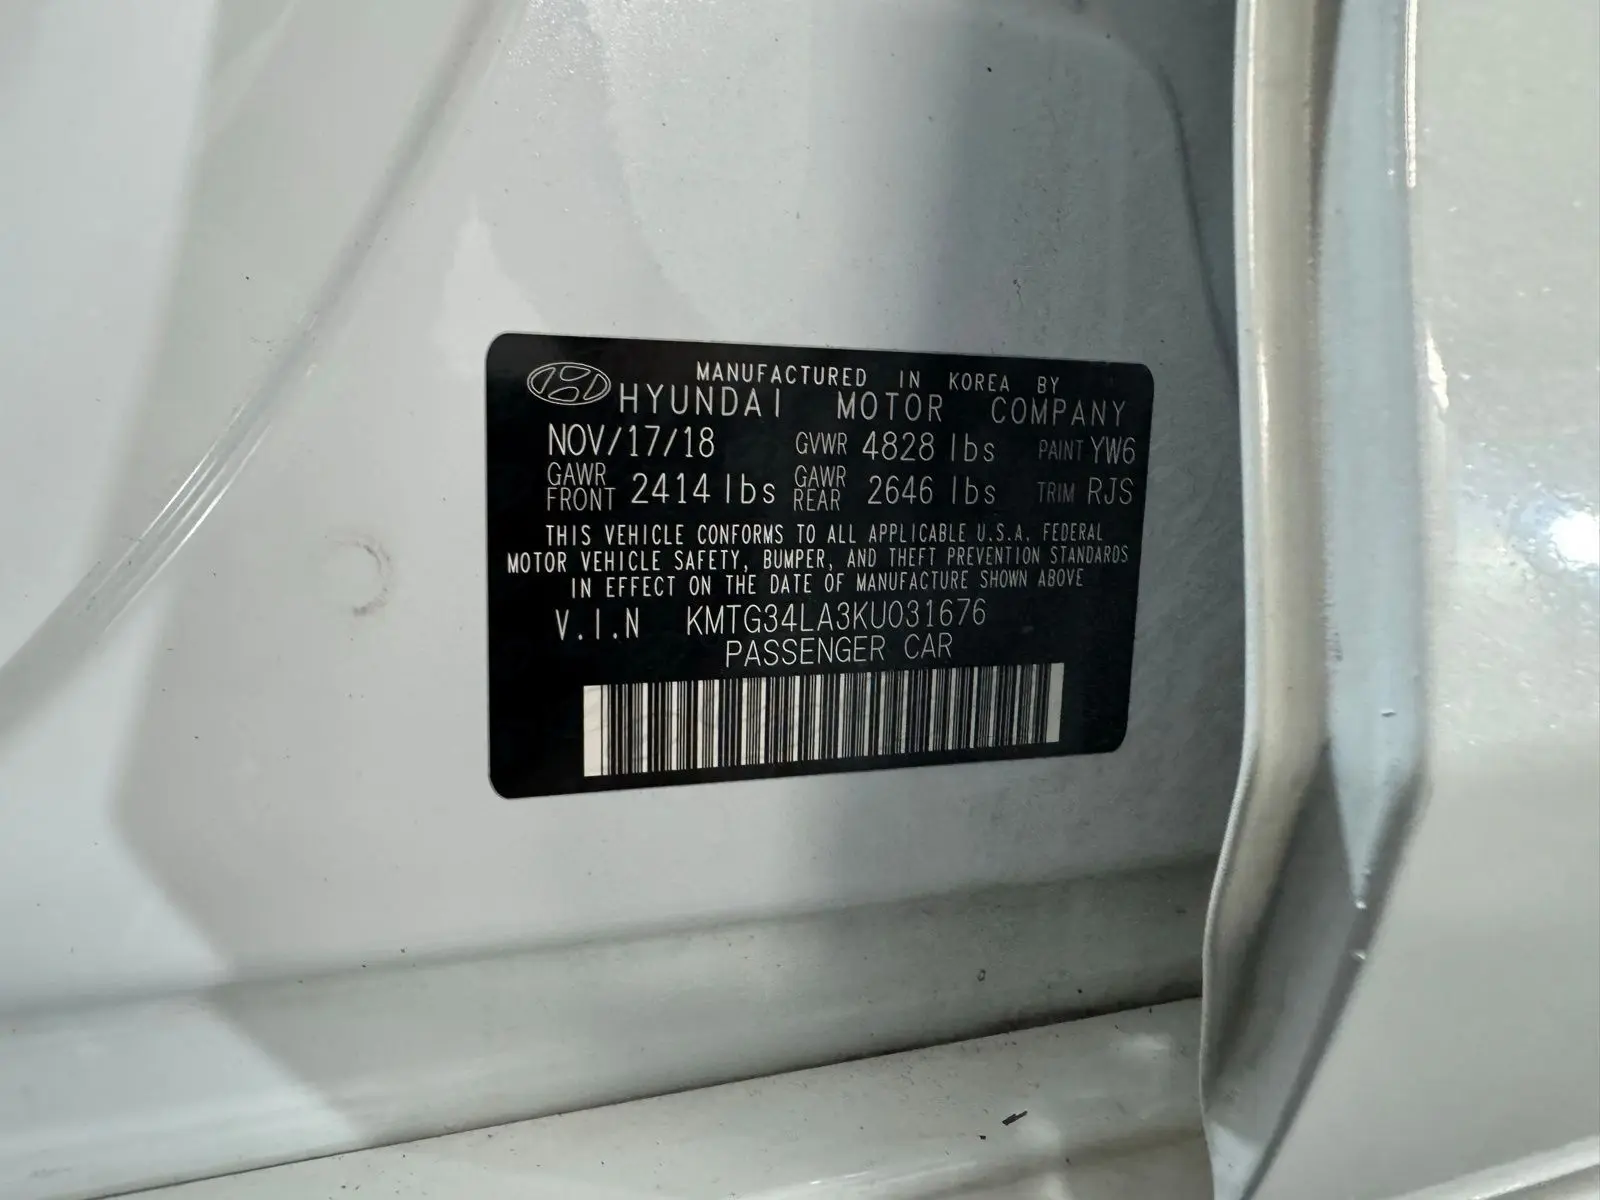 MANUFACTURED IN KOREA BY
HYUNDAI MOTOR COMPANY
NOV/17/18 GVWR 4828 lbs PAINT YW6
GAWR FRONT 2414 lbs GAWR REAR 2646 lbs TRIM RJS
THIS VEHICLE CONFORMS TO ALL APPLICABLE U.S.A. FEDERAL
MOTOR VEHICLE SAFETY, BUMPER, AND THEFT PREVENTION STANDARDS
IN EFFECT ON THE DATE OF MANUFACTURE SHOWN ABOVE
V.I.N KMTG34LA3KU031676
PASSENGER CAR